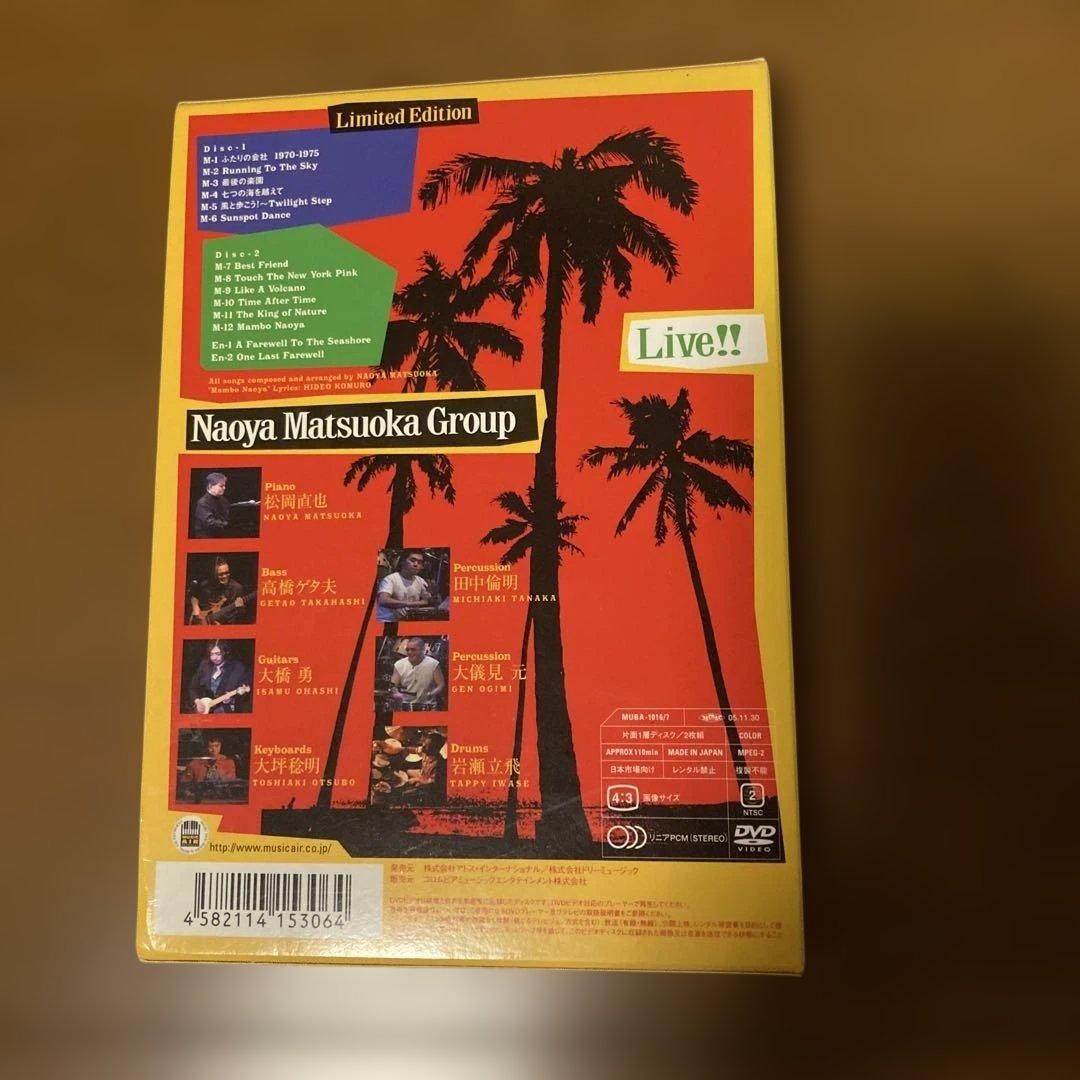 Limited Edition
Disc-1
M-1 ふたりの会社 1970-1975
M-2 Running To The Sky
M-3 最後の楽園
M-4 七つの海を越えて
M-5 風と歩こう!〜Twilight Step
M-6 Sunspot Dance
Disc-2
M-7 Best Friend
M-8 Touch The New York Pink
M-9 Like A Volcano
M-10 Time After Time
M-11 The King of Nature
M-12 Mambo Naoya
En-1 A Farewell To The Seashore
En-2 One Last Farewell
All songs composed and arranged by NAOYA MATSUOKA
"Mambo Naoya" Lyrics: HIDEO KOMURO
Live!!
Naoya Matsuoka Group
Piano
松岡直也
NAOYA MATSUOKA
Bass
高橋ゲタ夫
GETAO TAKAHASHI
Guitars
大橋 勇
ISAMU OHASHI
Keyboards
大坪稔明
TOSHIAKI OTSUBO
Percussion
田中倫明
MICHIAKI TANAKA
Percussion
大儀見 元
GEN OGIMI
Drums
岩瀬立飛
TAPPY IWASE
MUBA-1016/7 05.11.30
片面1層ディスク/2枚組 COLOR
APPROX 110min MADE IN JAPAN MPEG-2
日本市場向け レンタル禁止 複製不能
4:3 画像サイズ 2
NTSC
リニアPCM(STEREO) DVD
VIDEO
MUSIC AIR
http://www.musicair.co.jp/
発売元 株式会社アトス・インターナショナル/株式会社ドリーミュージック
販売元 コロムビアミュージックエンタテインメント株式会社
4 582114 153064